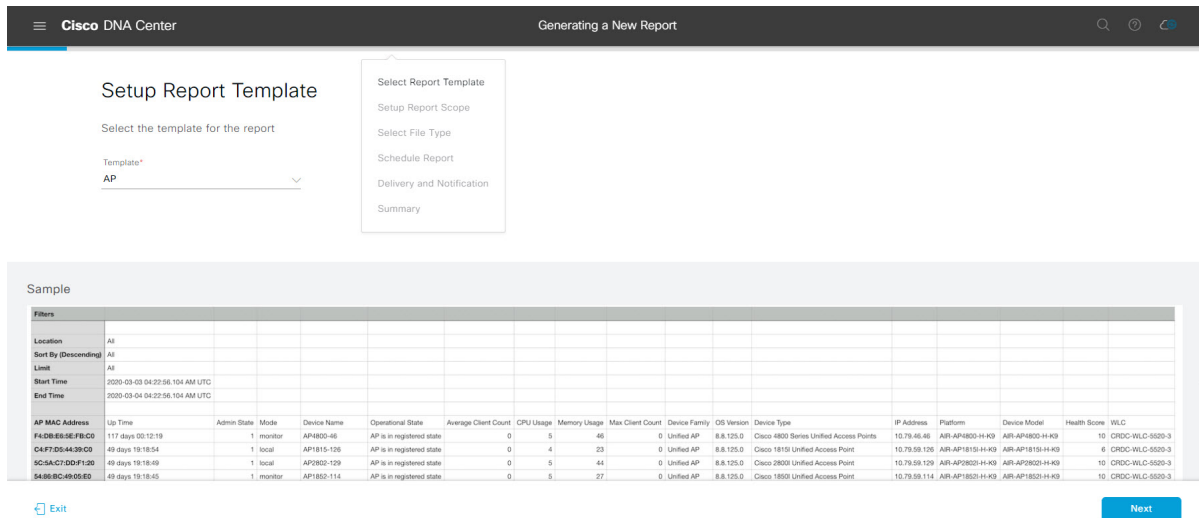 Cisco DNA Center
Generating a New Report
Setup Report Template
Select the template for the report
Template*
AP
Select Report Template
Setup Report Scope
Select File Type
Schedule Report
Delivery and Notification
Summary
Sample
Filters
Location All
Sort By (Descending) All
Limit All
Start Time 2020-03-03 04:22:56.104 AM UTC
End Time 2020-03-04 04:22:56.104 AM UTC
AP MAC Address Up Time Admin State Mode Device Name Operational State Average Client Count CPU Usage Memory Usage Max Client Count Device Family OS Version Device Type IP Address Platform Device Model Health Score WLC
F4:DB:E6:5E:FB:C0 117 days 00:12:19 1 monitor AP4800-46 AP is in registered state 0 5 46 0 Unified AP 8.8.125.0 Cisco 4800 Series Unified Access Points 10.79.46.46 AIR-AP4800-H-K9 AIR-AP4800-H-K9 10 CRDC-WLC-5520-3
C4:F7:D5:44:39:C0 49 days 19:18:54 1 local AP1815-126 AP is in registered state 0 4 23 0 Unified AP 8.8.125.0 Cisco 1815I Unified Access Point 10.79.59.126 AIR-AP1815I-H-K9 AIR-AP1815I-H-K9 6 CRDC-WLC-5520-3
5C:5A:C7:DD:F1:20 49 days 19:18:49 1 local AP2802-129 AP is in registered state 0 5 44 0 Unified AP 8.8.125.0 Cisco 2800I Unified Access Point 10.79.59.129 AIR-AP2802I-H-K9 AIR-AP2802I-H-K9 10 CRDC-WLC-5520-3
54:86:BC:49:05:E0 49 days 19:18:45 1 monitor AP1852-114 AP is in registered state 0 5 27 0 Unified AP 8.8.125.0 Cisco 1850I Unified Access Point 10.79.59.114 AIR-AP1852I-H-K9 AIR-AP1852I-H-K9 10 CRDC-WLC-5520-3
Exit
Next